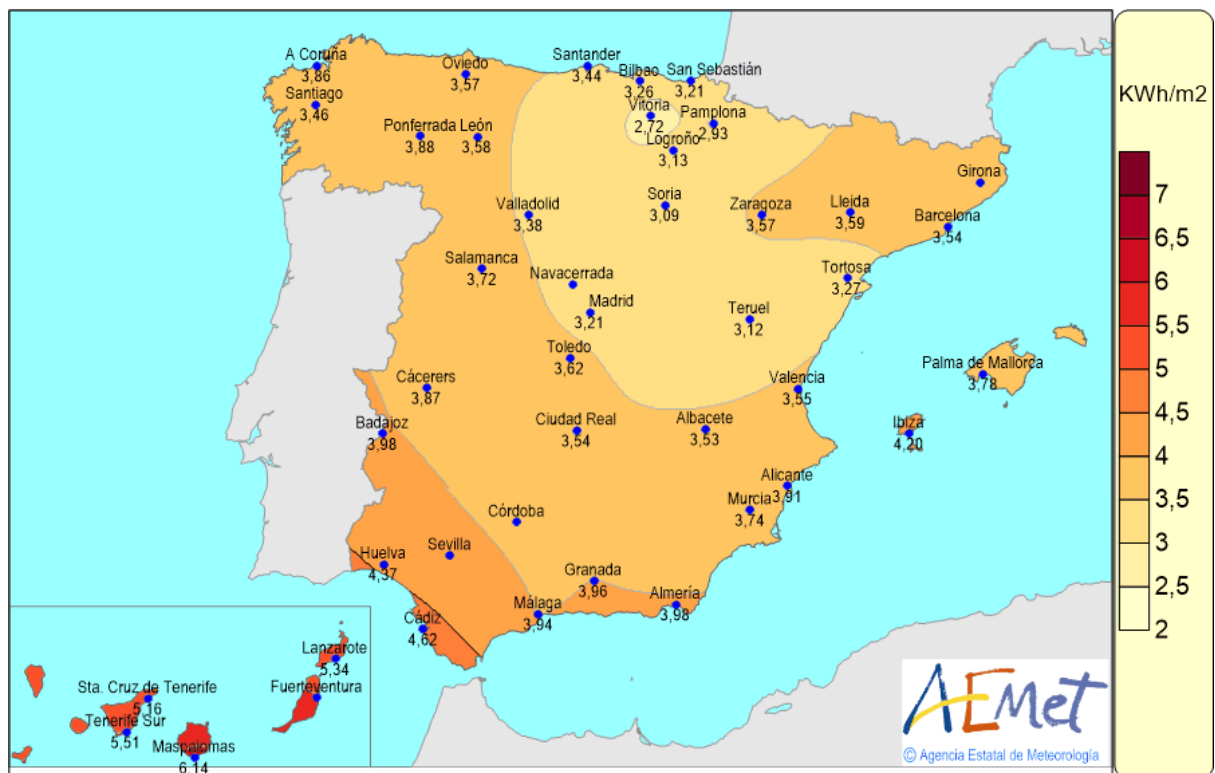 A Coruña
3,86
Santiago
3,46
Oviedo
3,57
Santander
3,44
Bilbao
3,26
San Sebastián
3,21
Vitoria
2,72
Pamplona
2,93
Logroño
3,13
Ponferrada
3,88
León
3,58
Girona
Valladolid
3,38
Soria
3,09
Zaragoza
3,57
Lleida
3,59
Barcelona
3,54
Salamanca
3,72
Navacerrada
Madrid
3,21
Teruel
3,12
Tortosa
3,27
Toledo
3,62
Cácerers
3,87
Valencia
3,55
Palma de Mallorca
3,78
Badajoz
3,98
Ciudad Real
3,54
Albacete
3,53
Ibiza
4,20
Alicante
3,91
Murcia
3,74
Córdoba
Sevilla
Huelva
4,37
Granada
3,96
Almería
3,98
Málaga
3,94
Cádiz
4,62
Lanzarote
5,34
Fuerteventura
Sta. Cruz de Tenerife
5,16
Tenerife Sur
5,51
Maspalomas
6,14
KWh/m2
7
6,5
6
5,5
5
4,5
4
3,5
3
2,5
2
AEMet
© Agencia Estatal de Meteorología